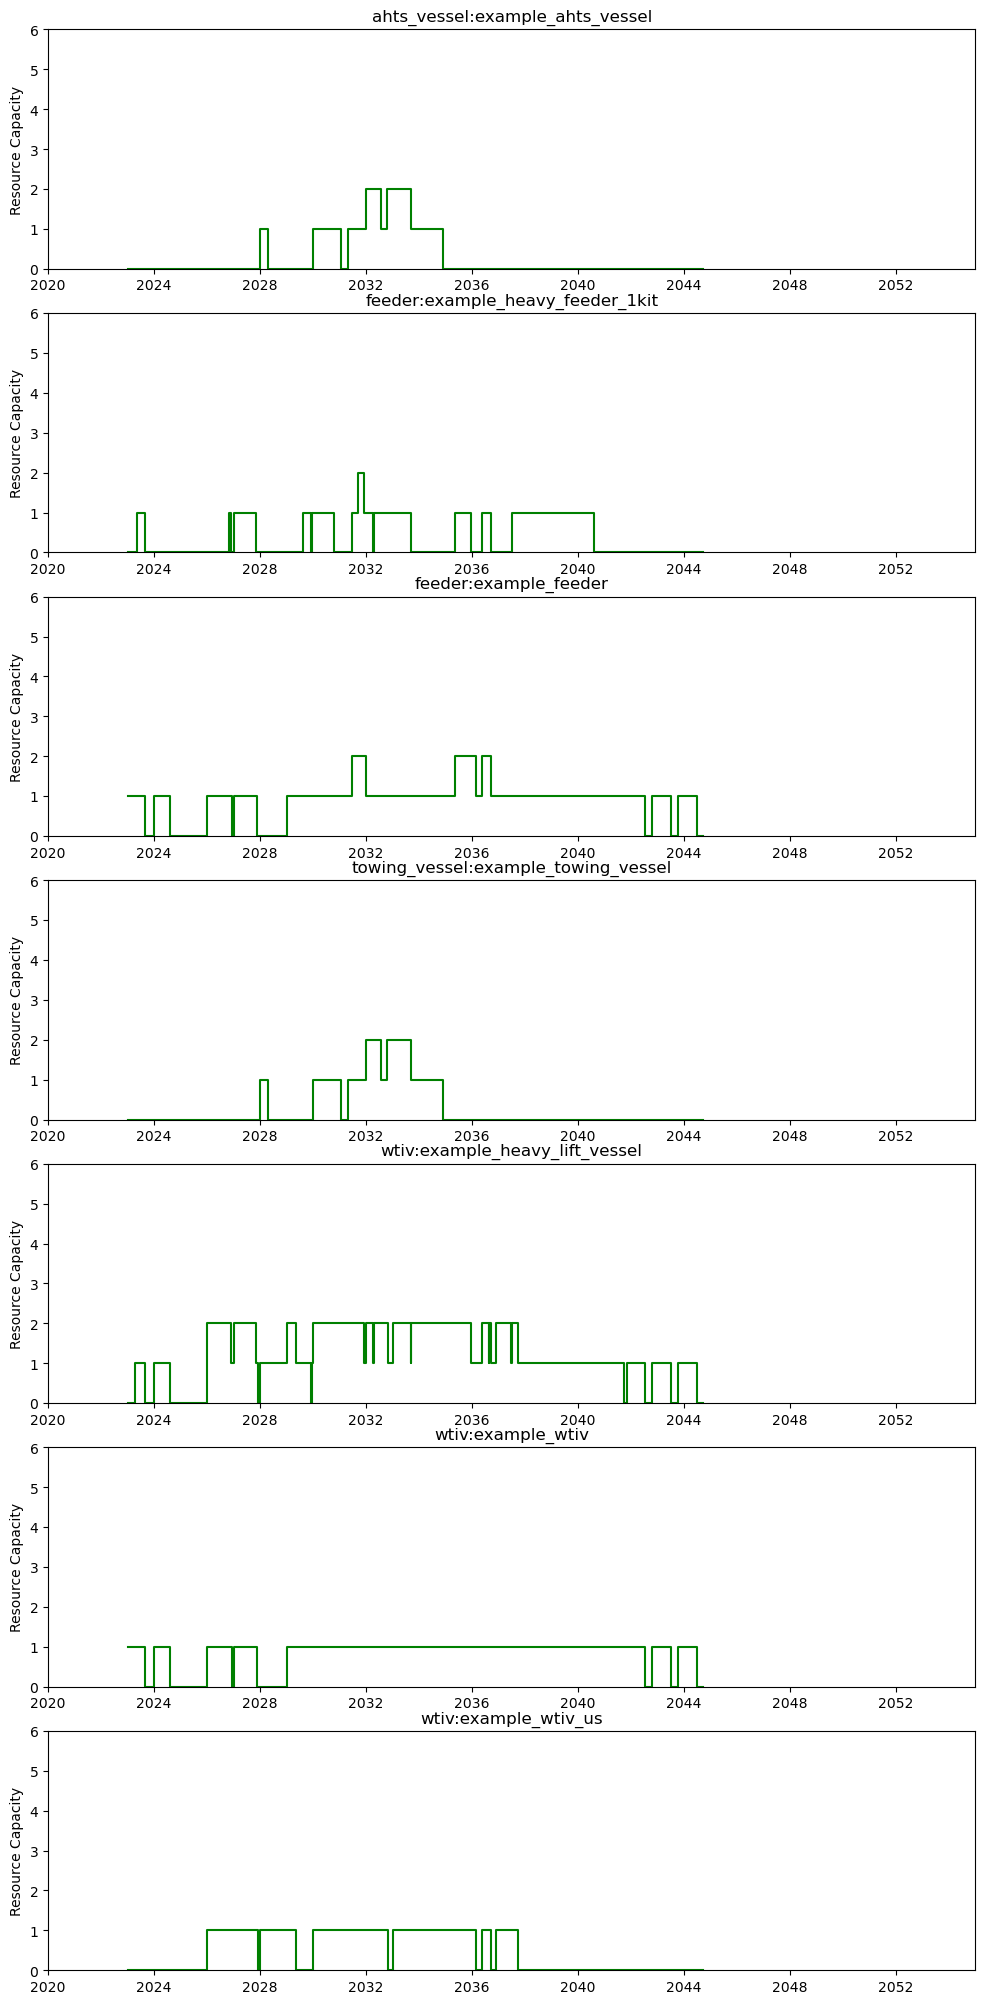 ahts_vessel:example_ahts_vessel
6
5
4
3
2
1
0
Resource Capacity
2020 2024 2028 2032 2036 2040 2044 2048 2052
feeder:example_heavy_feeder_1kit
6
5
4
3
2
1
0
Resource Capacity
2020 2024 2028 2032 2036 2040 2044 2048 2052
feeder:example_feeder
6
5
4
3
2
1
0
Resource Capacity
2020 2024 2028 2032 2036 2040 2044 2048 2052
towing_vessel:example_towing_vessel
6
5
4
3
2
1
0
Resource Capacity
2020 2024 2028 2032 2036 2040 2044 2048 2052
wtiv:example_heavy_lift_vessel
6
5
4
3
2
1
0
Resource Capacity
2020 2024 2028 2032 2036 2040 2044 2048 2052
wtiv:example_wtiv
6
5
4
3
2
1
0
Resource Capacity
2020 2024 2028 2032 2036 2040 2044 2048 2052
wtiv:example_wtiv_us
6
5
4
3
2
1
0
Resource Capacity
2020 2024 2028 2032 2036 2040 2044 2048 2052